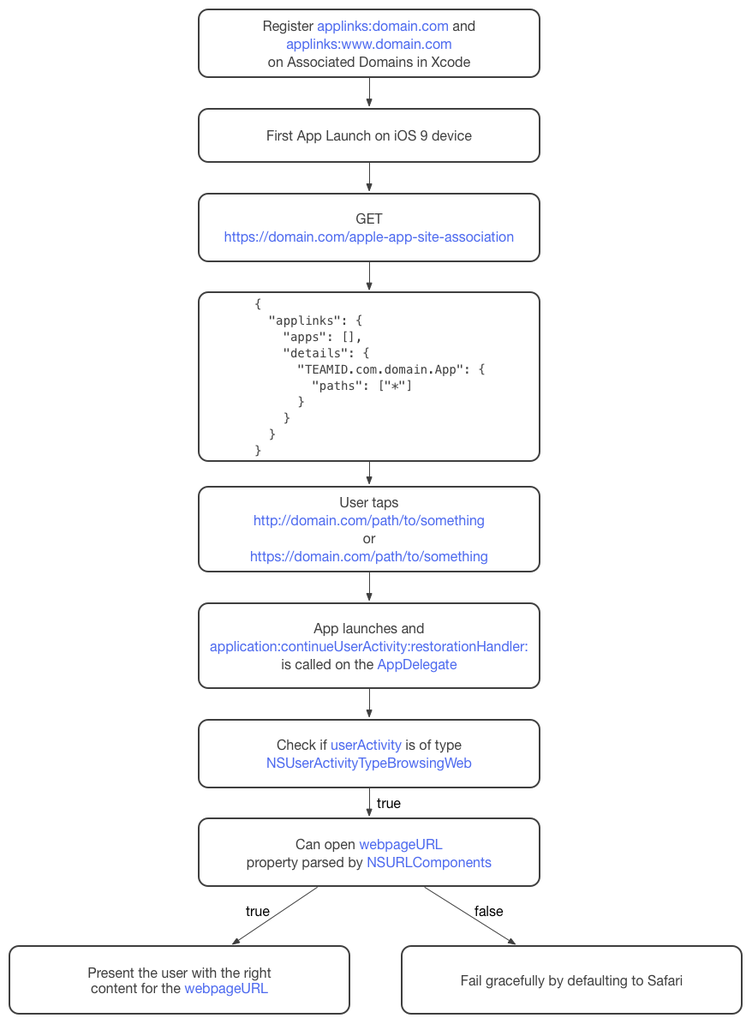 Register applinks:domain.com and
applinks:www.domain.com
on Associated Domains in Xcode
First App Launch on iOS 9 device
GET
https://domain.com/apple-app-site-association
{
"applinks": {
"apps": [],
"details": {
"TEAMID.com.domain.App": {
"paths": ["*"]
}
}
}
}
User taps
http://domain.com/path/to/something
or
https://domain.com/path/to/something
App launches and
application:continueUserActivity:restorationHandler:
is called on the AppDelegate
Check if userActivity is of type
NSUserActivityTypeBrowsingWeb
true
Can open webpageURL
property parsed by NSURLComponents
true
false
Present the user with the right
content for the webpageURL
Fail gracefully by defaulting to Safari